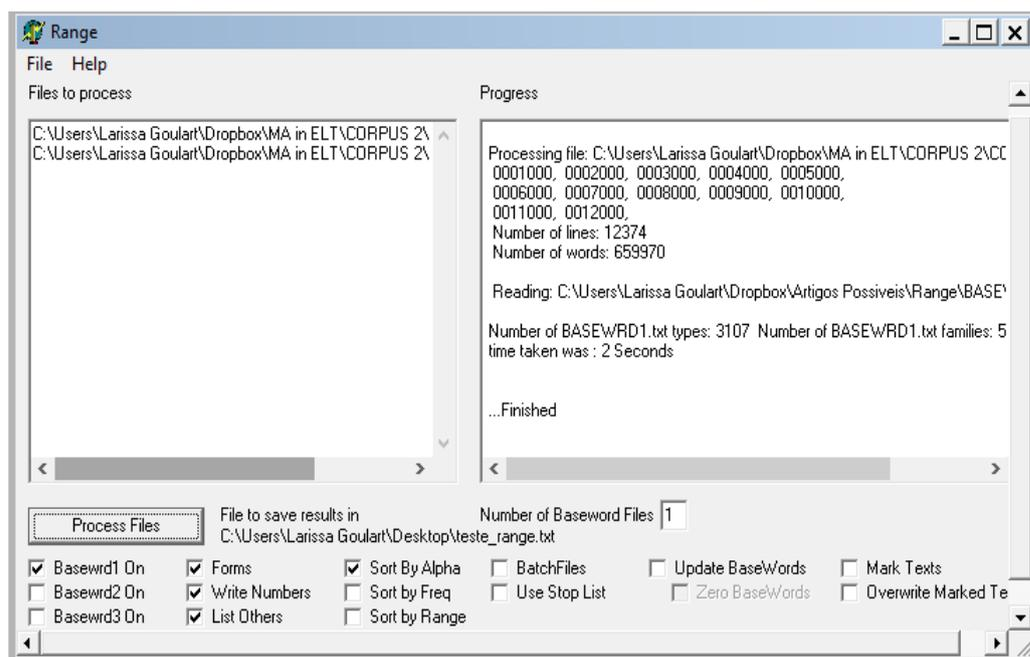 Range
File Help
Files to process
C:\Users\Larissa Goulart\Dropbox\MA in ELT\CORPUS 2\
C:\Users\Larissa Goulart\Dropbox\MA in ELT\CORPUS 2\
Progress
Processing file: C:\Users\Larissa Goulart\Dropbox\MA in ELT\CORPUS 2\CC
0001000, 0002000, 0003000, 0004000, 0005000,
0006000, 0007000, 0008000, 0009000, 0010000,
0011000, 0012000,
Number of lines: 12374
Number of words: 659970
Reading: C:\Users\Larissa Goulart\Dropbox\Artigos Possiveis\Range\BASE
Number of BASEWRD1.txt types: 3107 Number of BASEWRD1.txt families: 5
time taken was : 2 Seconds
...Finished
Process Files
File to save results in
C:\Users\Larissa Goulart\Desktop\teste_range.txt
Number of Baseword Files 1
Basewrd1 On Forms Sort By Alpha BatchFiles Update BaseWords Mark Texts
Basewrd2 On Write Numbers Sort by Freq Use Stop List Zero BaseWords Overwrite Marked Te
Basewrd3 On List Others Sort by Range